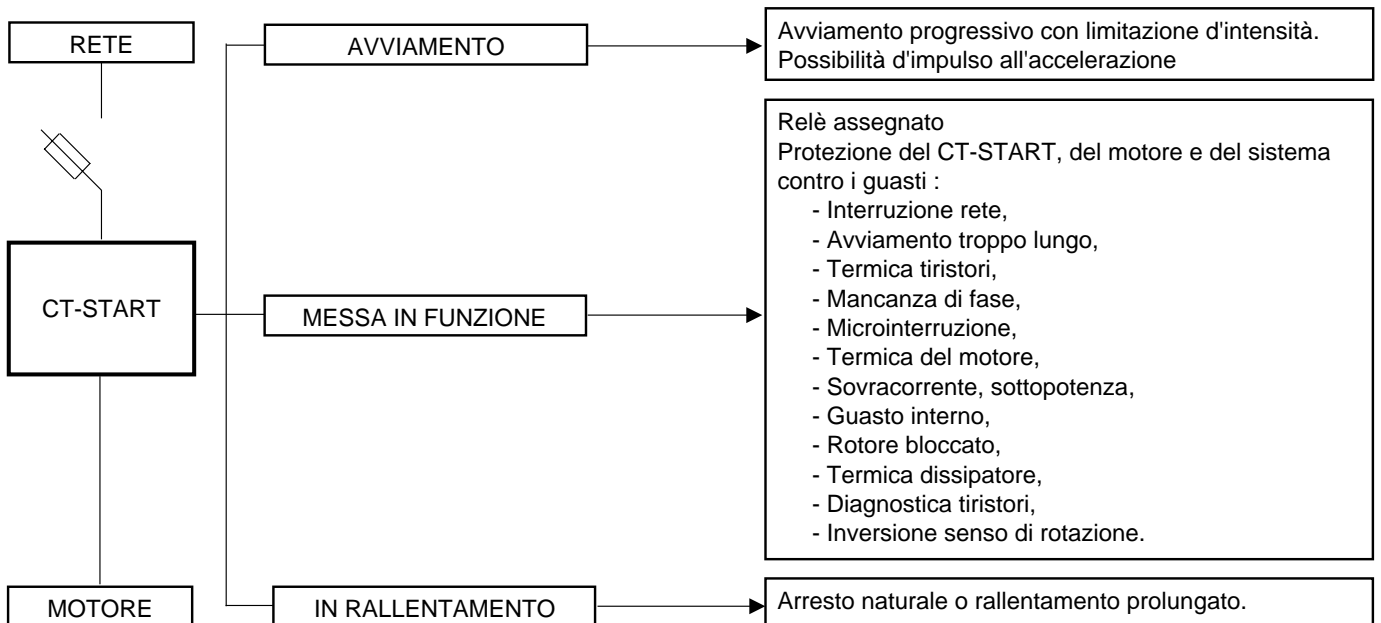 RETE
AVVIAMENTO
Avviamento progressivo con limitazione d'intensità.
Possibilità d'impulso all'accelerazione
CT-START
MESSA IN FUNZIONE
Relè assegnato
Protezione del CT-START, del motore e del sistema
contro i guasti :
- Interruzione rete,
- Avviamento troppo lungo,
- Termica tiristori,
- Mancanza di fase,
- Microinterruzione,
- Termica del motore,
- Sovracorrente, sottopotenza,
- Guasto interno,
- Rotore bloccato,
- Termica dissipatore,
- Diagnostica tiristori,
- Inversione senso di rotazione.
MOTORE
IN RALLENTAMENTO
Arresto naturale o rallentamento prolungato.